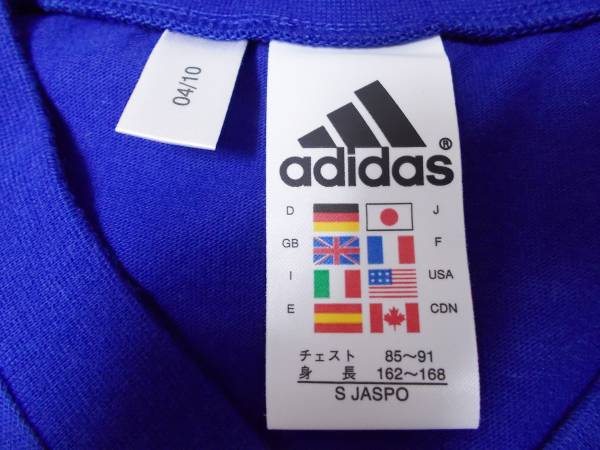 04/10
adidas®
D J
GB F
I USA
E CDN
チェスト 85～91
身 長 162～168
S JASPO